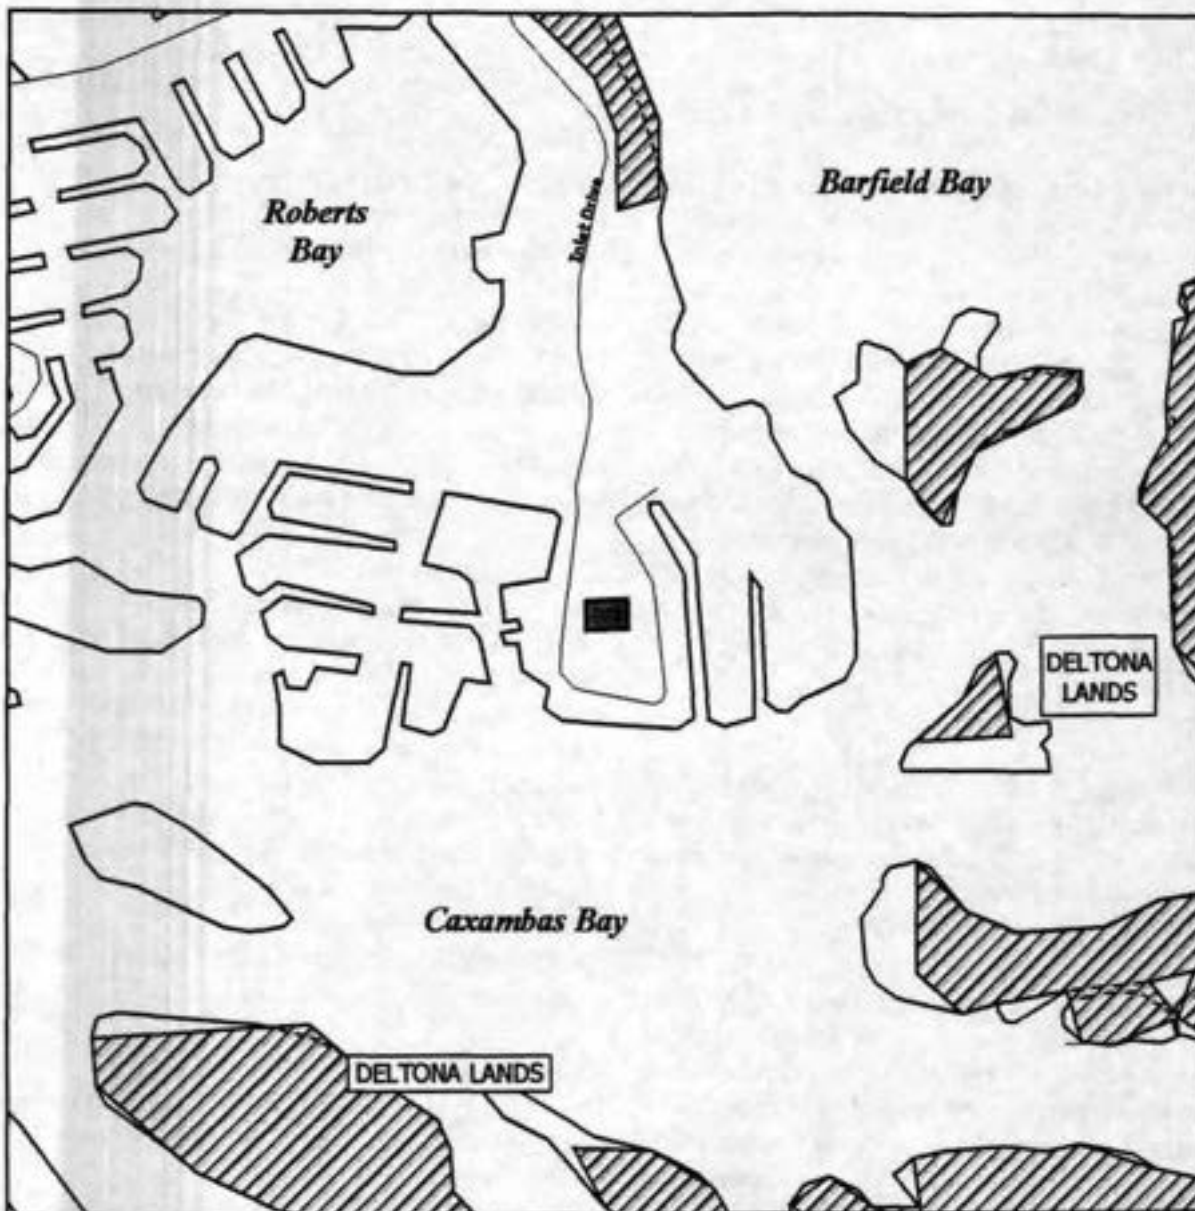 Barfield Bay
Roberts
Bay
Inlet Drive
DELTONA
LANDS
Caxambas Bay
DELTONA LANDS